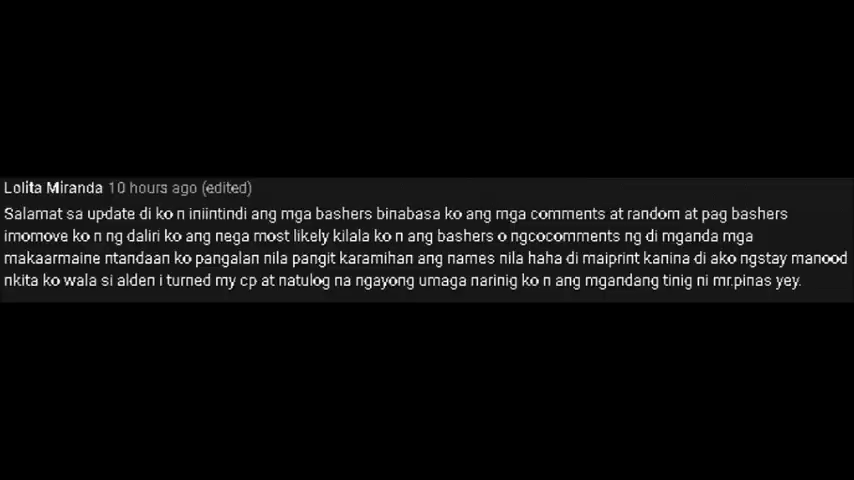 Lolita Miranda 10 hours ago (edited)
Salamat sa update di ko n iniintindi ang mga bashers binabasa ko ang mga comments at random at pag bashers
imomove ko n ng daliri ko ang nega most likely kilala ko n ang bashers o ngcocomments ng di mganda mga
makaarmaine ntandaan ko pangalan nila pangit karamihan ang names nila haha di maiprint kanina di ako ngstay manood
nkita ko wala si alden i turned my cp at natulog na ngayong umaga narinig ko n ang mgandang tinig ni mr.pinas yey.